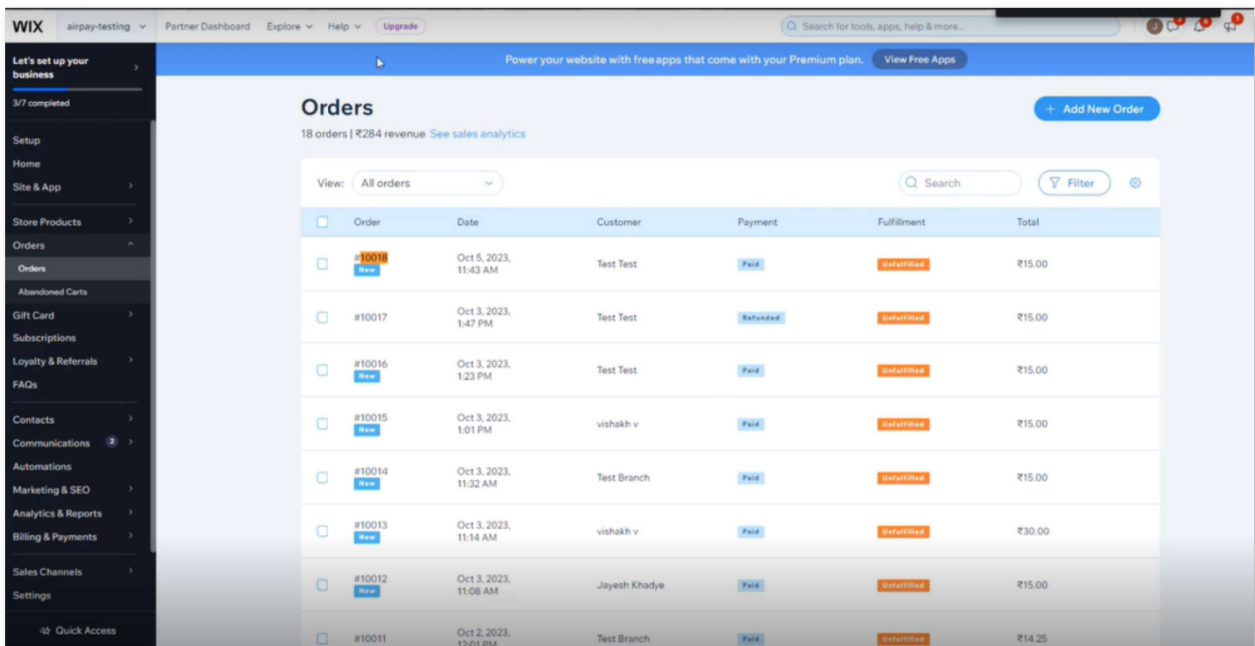 WIX airpay-testing Partner Dashboard Explore Help Upgrade Search for tools, apps, help & more... J
Let's set up your
business
3/7 completed
Setup
Home
Site & App
Store Products
Orders
Orders
Abandoned Carts
Gift Card
Subscriptions
Loyalty & Referrals
FAQs
Contacts
Communications 2
Automations
Marketing & SEO
Analytics & Reports
Billing & Payments
Sales Channels
Settings
Quick Access
Power your website with free apps that come with your Premium plan. View Free Apps
Orders
+ Add New Order
18 orders | ₹284 revenue See sales analytics
View: All orders Search Filter
Order Date Customer Payment Fulfillment Total
#10018 Oct 5, 2023, Test Test Paid Unfulfilled ₹15.00
New 11:43 AM
#10017 Oct 3, 2023, Test Test Refunded Unfulfilled ₹15.00
1:47 PM
#10016 Oct 3, 2023, Test Test Paid Unfulfilled ₹15.00
New 1:23 PM
#10015 Oct 3, 2023, vishakh v Paid Unfulfilled ₹15.00
New 1:01 PM
#10014 Oct 3, 2023, Test Branch Paid Unfulfilled ₹15.00
New 11:32 AM
#10013 Oct 3, 2023, vishakh v Paid Unfulfilled ₹30.00
New 11:14 AM
#10012 Oct 3, 2023, Jayesh Khadye Paid Unfulfilled ₹15.00
New 11:08 AM
#10011 Oct 2, 2023, Test Branch Paid Unfulfilled ₹14.25
12:01 PM